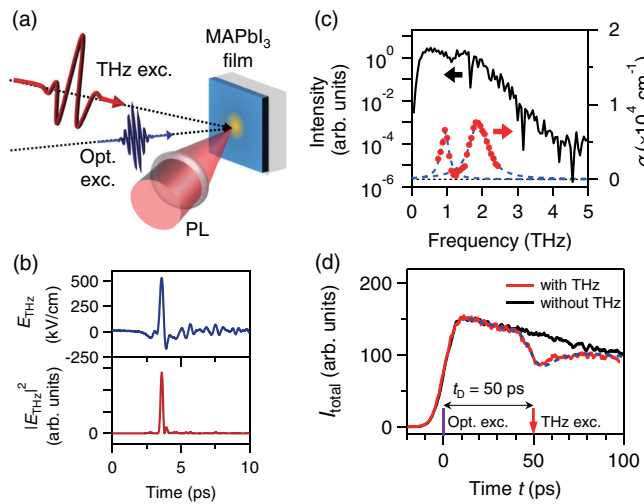 (a)
MAPbI3
film
THz exc.
Opt.
exc.
PL
(b)
ETHz
(kV/cm)
500
250
0
-250
|ETHz|2
(arb. units)
0
0
5
10
Time (ps)
(c)
Intensity
(arb. units)
10^0
10^-2
10^-4
10^-6
2
1
0
α (×10^4 cm^-1)
0
1
2
3
4
5
Frequency (THz)
(d)
Itotal (arb. units)
200
100
0
with THz
without THz
tD = 50 ps
Opt. exc.
THz exc.
0
50
100
Time t (ps)